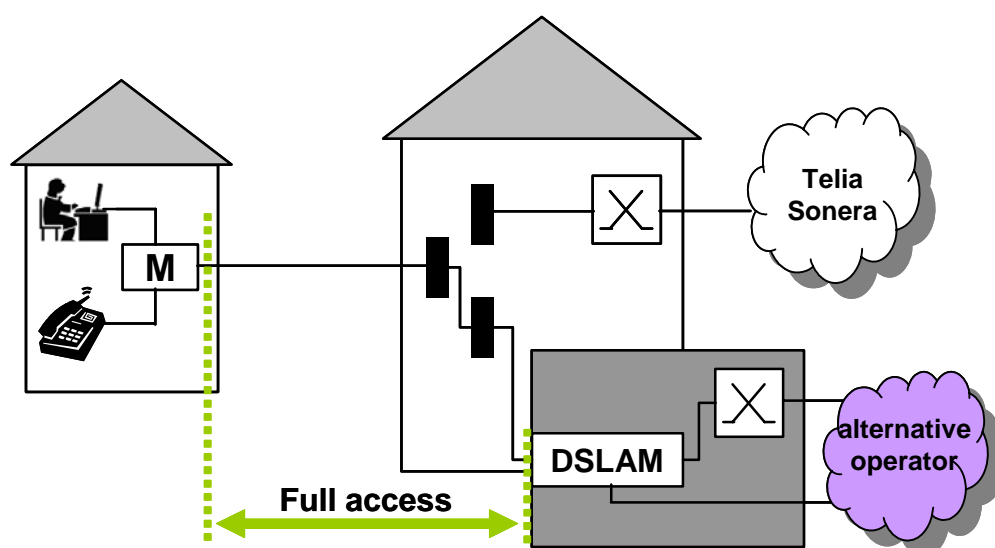 Telia
Sonera
M
alternative
operator
DSLAM
Full access